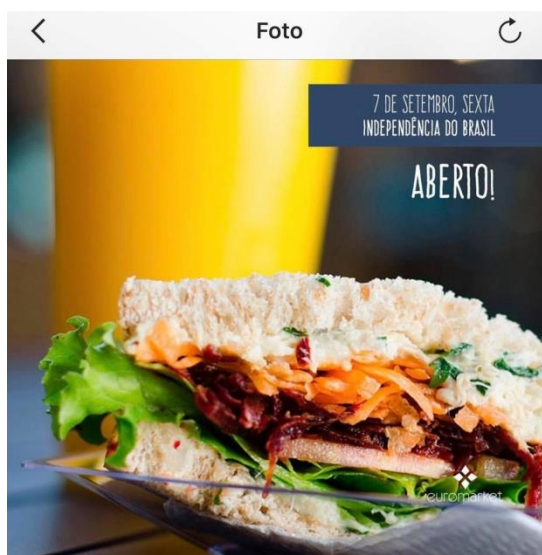 Foto
7 DE SETEMBRO, SEXTA
INDEPENDÊNCIA DO BRASIL
ABERTO!
euromarket